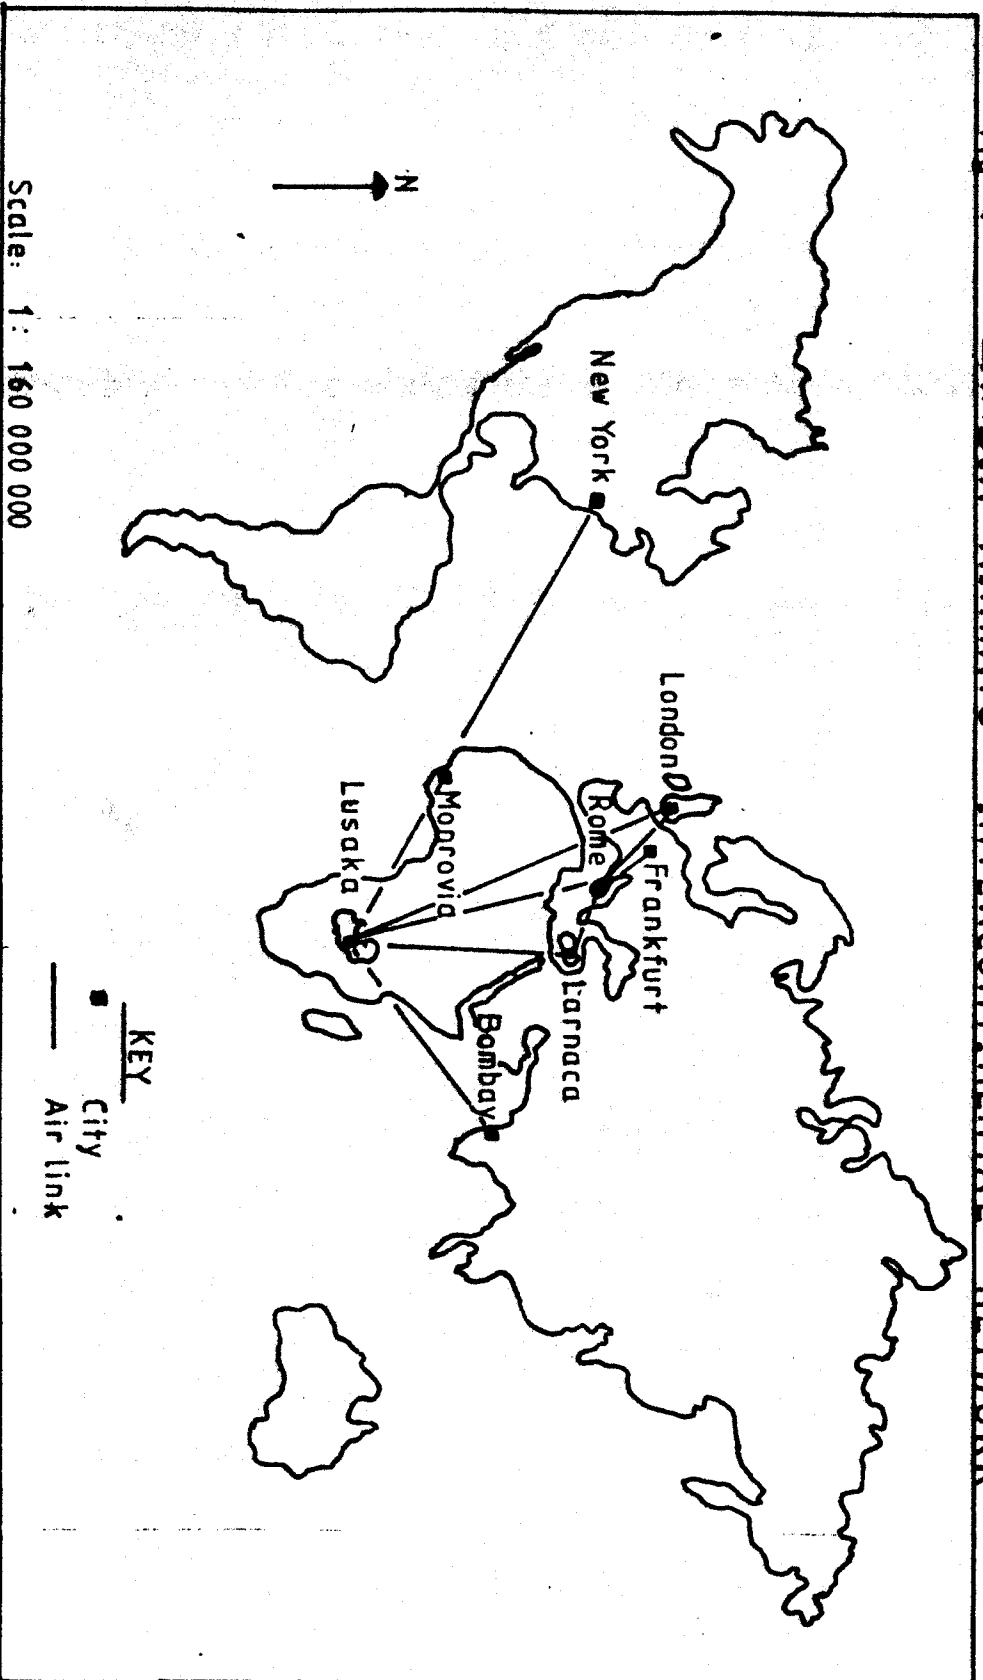 N
New York
London
Rome
Frankfurt
Larnaca
Monrovia
Bombay
Lusaka
KEY
City
Air link
Scale: 1: 160 000 000